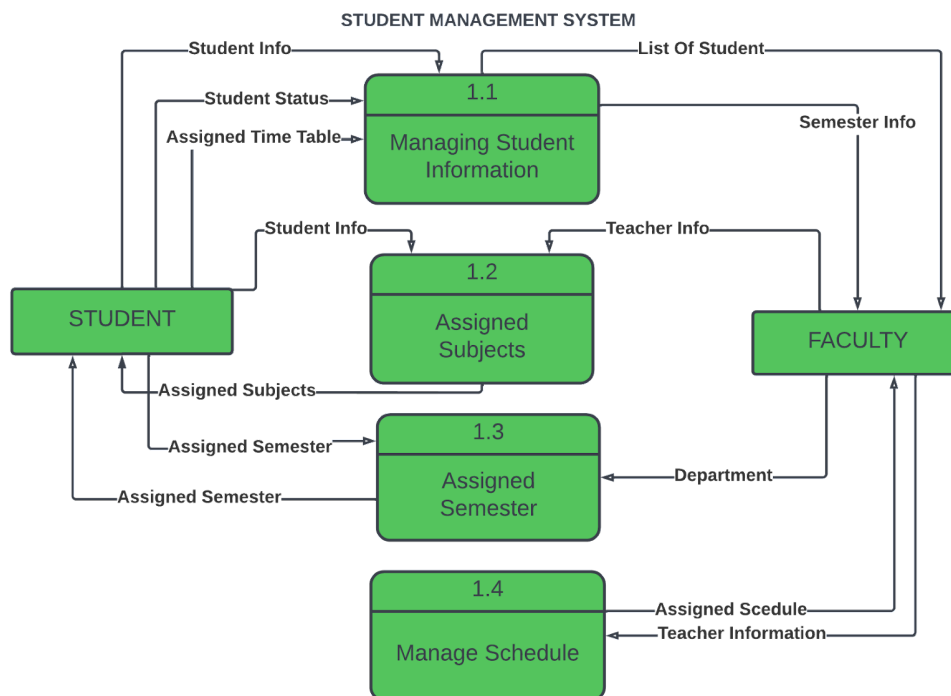 STUDENT MANAGEMENT SYSTEM
Student Info
List Of Student
1.1
Student Status
Semester Info
Assigned Time Table
Managing Student
Information
Student Info
Teacher Info
1.2
STUDENT
Assigned
Subjects
FACULTY
Assigned Subjects
1.3
Assigned Semester
Department
Assigned
Semester
Assigned Semester
1.4
Assigned Scedule
Teacher Information
Manage Schedule